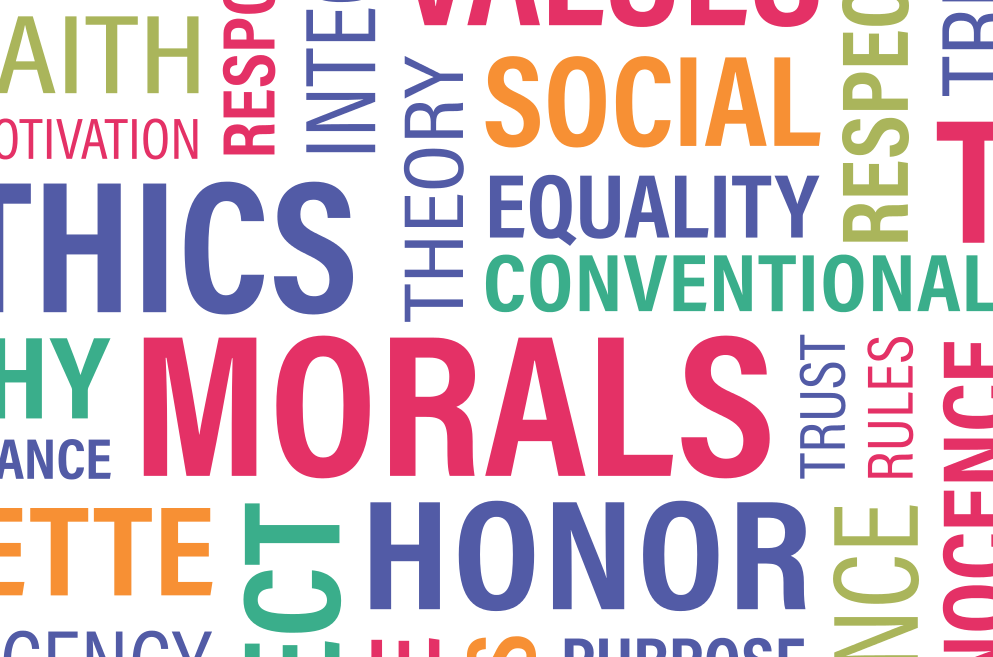 VALUES
AITH
RESPO
INTEG
RESPEC
TR
SOCIAL
OTIVATION
THEORY
T
THICS
EQUALITY
CONVENTIONAL
HY
MORALS
TRUST
RULES
NOCENCE
ANCE
ETTE
ECT
HONOR
NCE
GENCY
PURPOSE